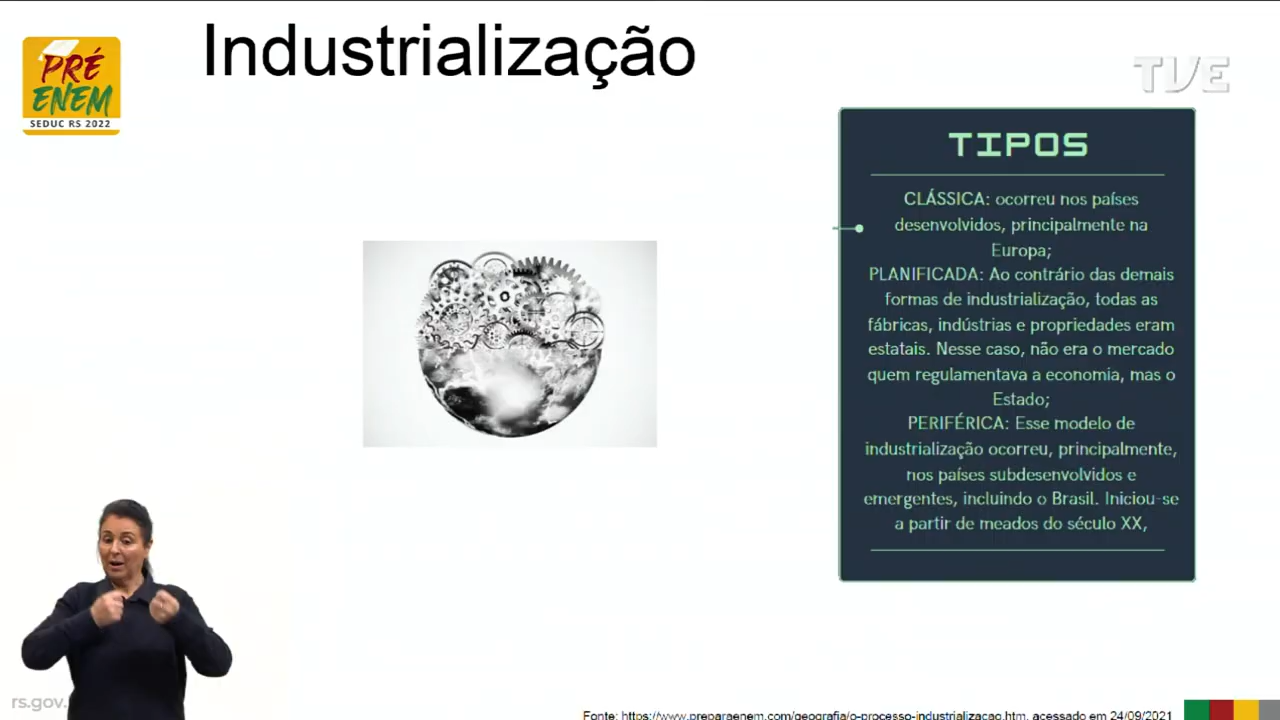 Industrialização
PRÉ
ENEM
SEDUC RS 2022
TVE
TIPOS
CLÁSSICA: ocorreu nos países
desenvolvidos, principalmente na
Europa;
PLANIFICADA: Ao contrário das demais
formas de industrialização, todas as
fábricas, indústrias e propriedades eram
estatais. Nesse caso, não era o mercado
quem regulamentava a economia, mas o
Estado;
PERIFÉRICA: Esse modelo de
industrialização ocorreu, principalmente,
nos países subdesenvolvidos e
emergentes, incluindo o Brasil. Iniciou-se
a partir de meados do século XX,
rs.gov.
Fonte: https://www.preparaenem.com/geografia/o-processo-industrializacao.htm. acessado em 24/09/2021